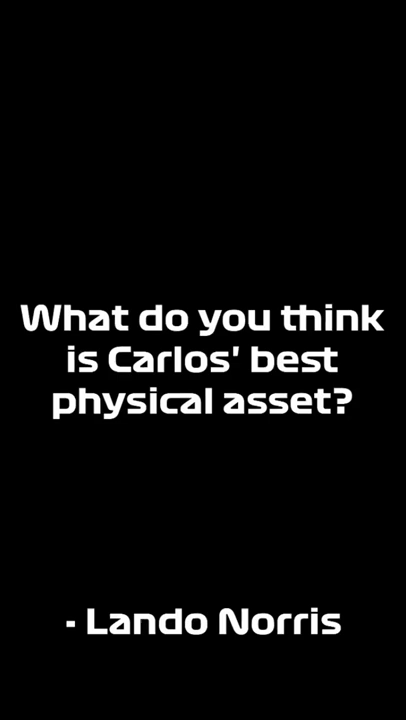 What do you think
is Carlos' best
physical asset?
- Lando Norris